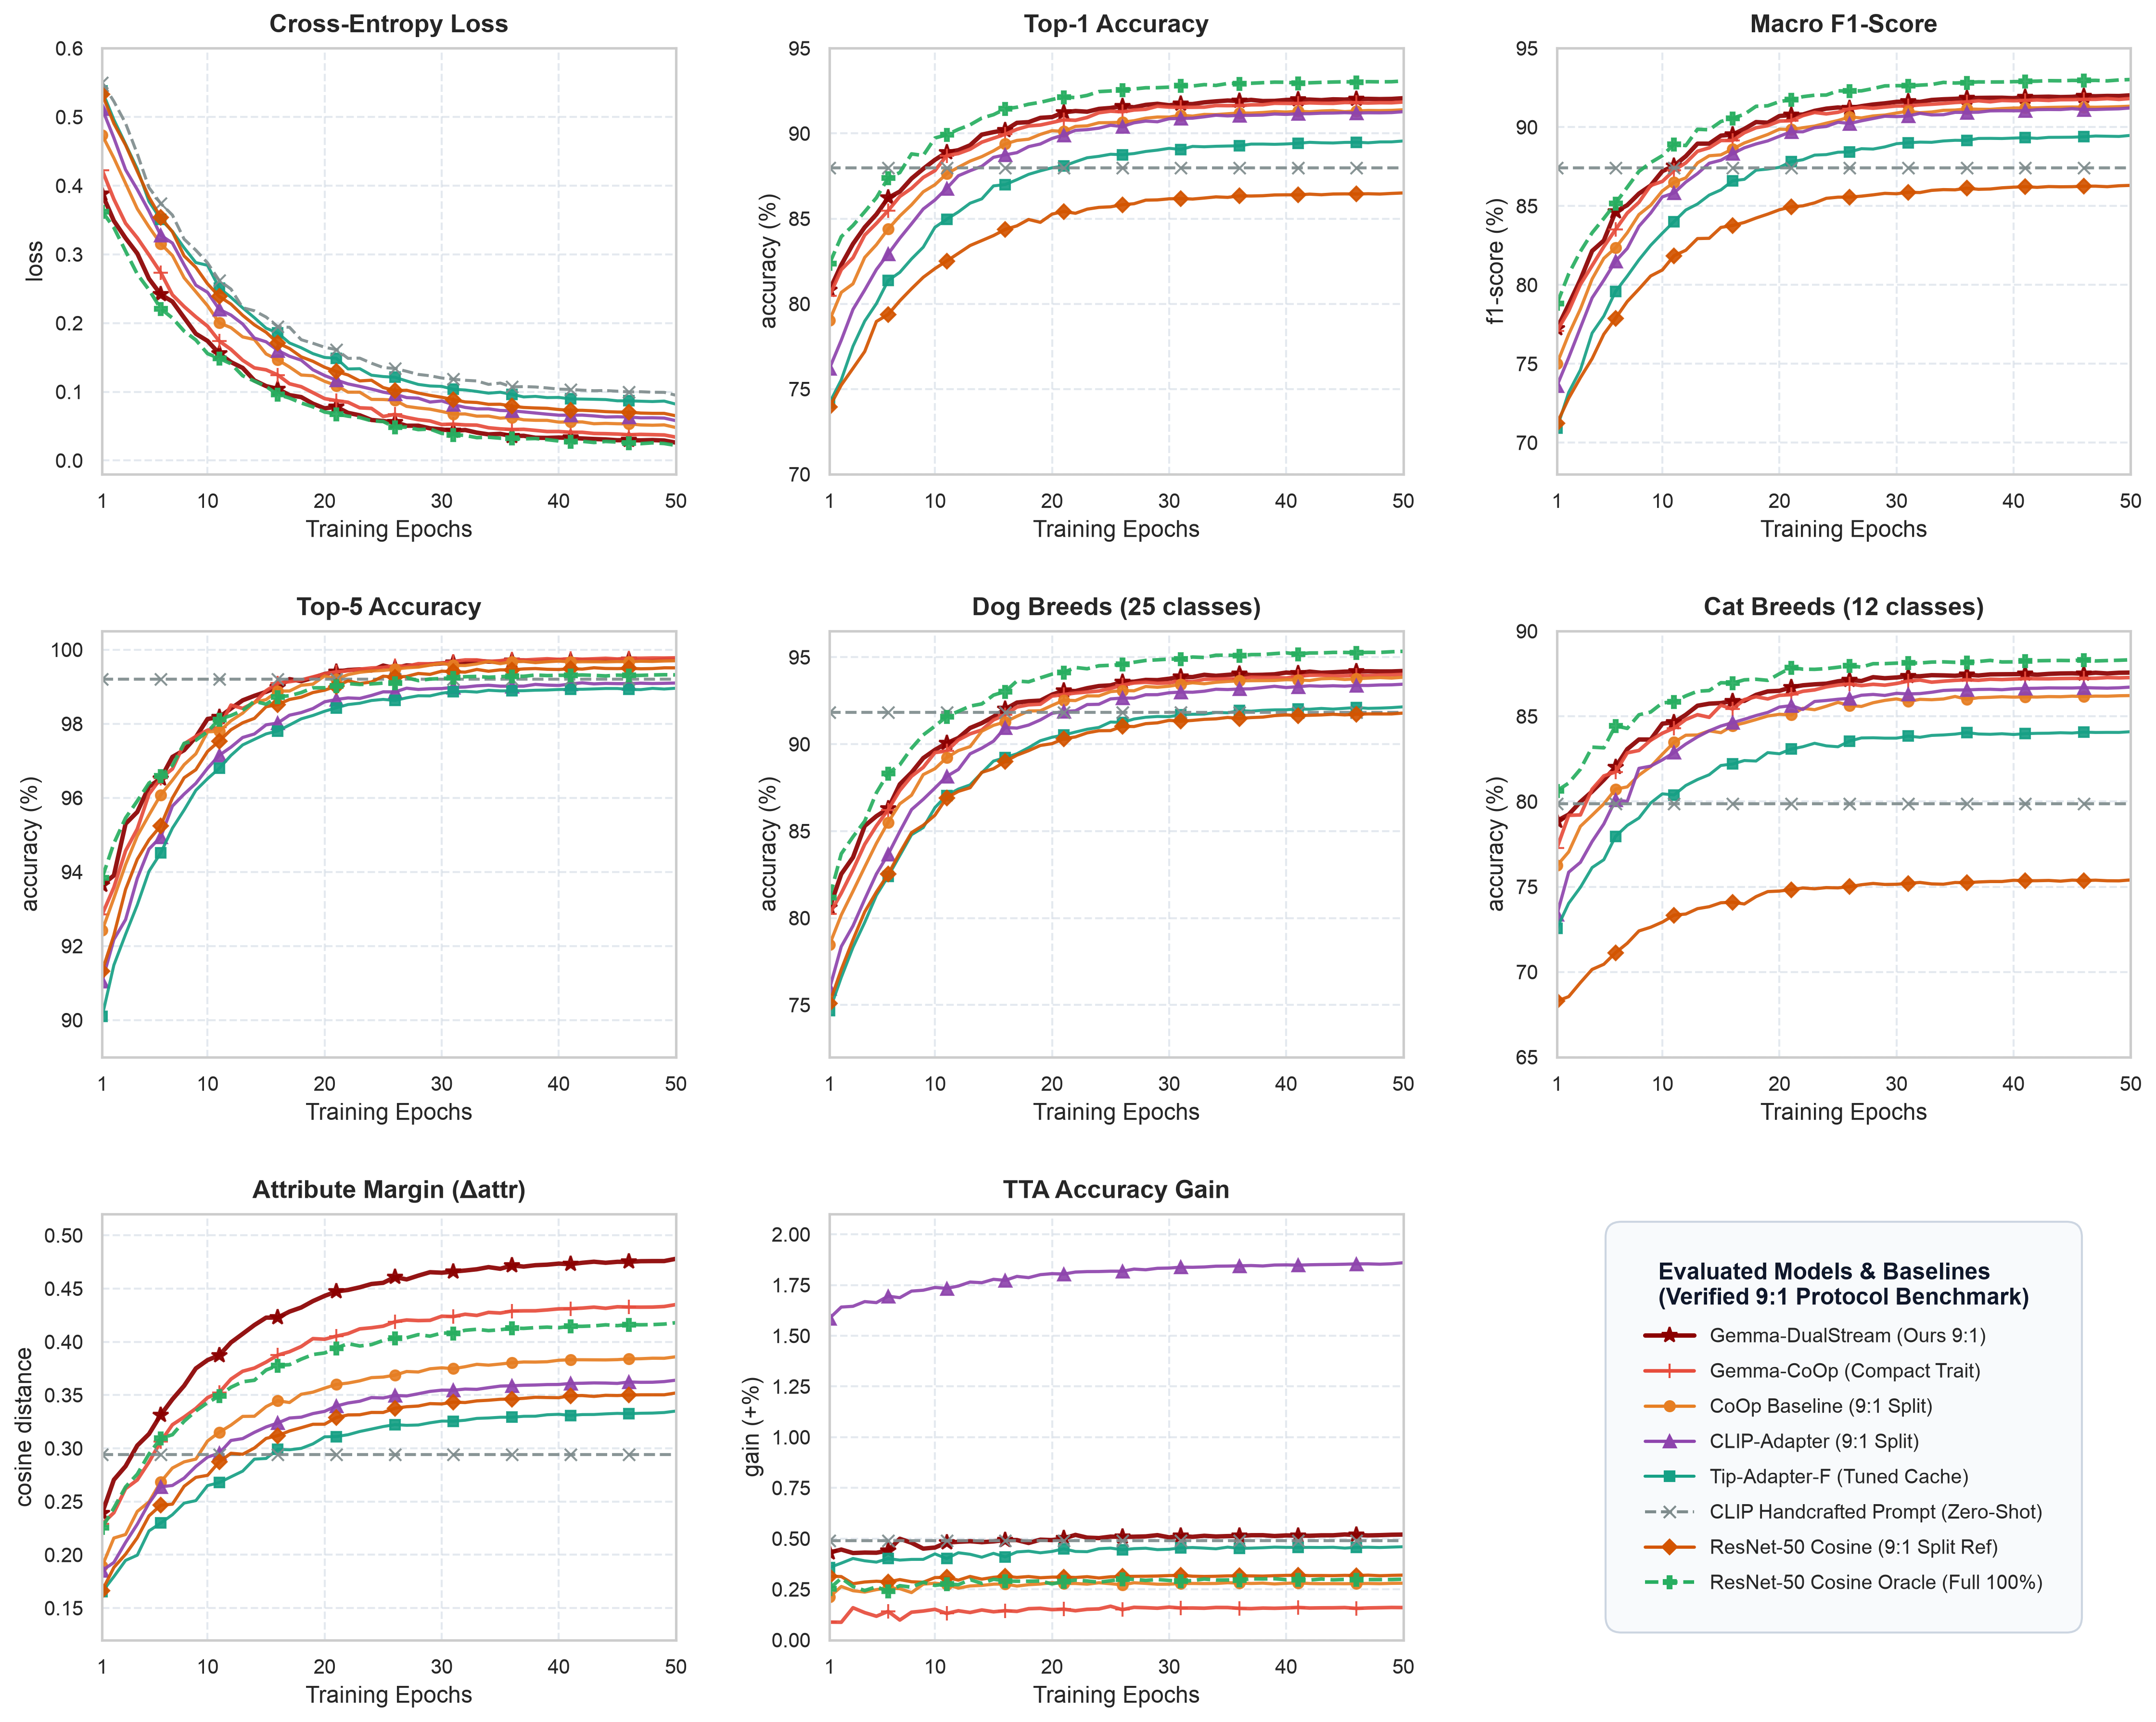 Cross-Entropy Loss
0.6
0.5
0.4
0.3
0.2
0.1
0.0
loss
1 10 20 30 40 50
Training Epochs
Top-1 Accuracy
95
90
85
80
75
70
accuracy (%)
1 10 20 30 40 50
Training Epochs
Macro F1-Score
95
90
85
80
75
70
f1-score (%)
1 10 20 30 40 50
Training Epochs
Top-5 Accuracy
100
98
96
94
92
90
accuracy (%)
1 10 20 30 40 50
Training Epochs
Dog Breeds (25 classes)
95
90
85
80
75
accuracy (%)
1 10 20 30 40 50
Training Epochs
Cat Breeds (12 classes)
90
85
80
75
70
65
accuracy (%)
1 10 20 30 40 50
Training Epochs
Attribute Margin (Δattr)
0.50
0.45
0.40
0.35
0.30
0.25
0.20
0.15
cosine distance
1 10 20 30 40 50
Training Epochs
TTA Accuracy Gain
2.00
1.75
1.50
1.25
1.00
0.75
0.50
0.25
0.00
gain (+%)
1 10 20 30 40 50
Training Epochs
Evaluated Models & Baselines
(Verified 9:1 Protocol Benchmark)
Gemma-DualStream (Ours 9:1)
Gemma-CoOp (Compact Trait)
CoOp Baseline (9:1 Split)
CLIP-Adapter (9:1 Split)
Tip-Adapter-F (Tuned Cache)
CLIP Handcrafted Prompt (Zero-Shot)
ResNet-50 Cosine (9:1 Split Ref)
ResNet-50 Cosine Oracle (Full 100%)